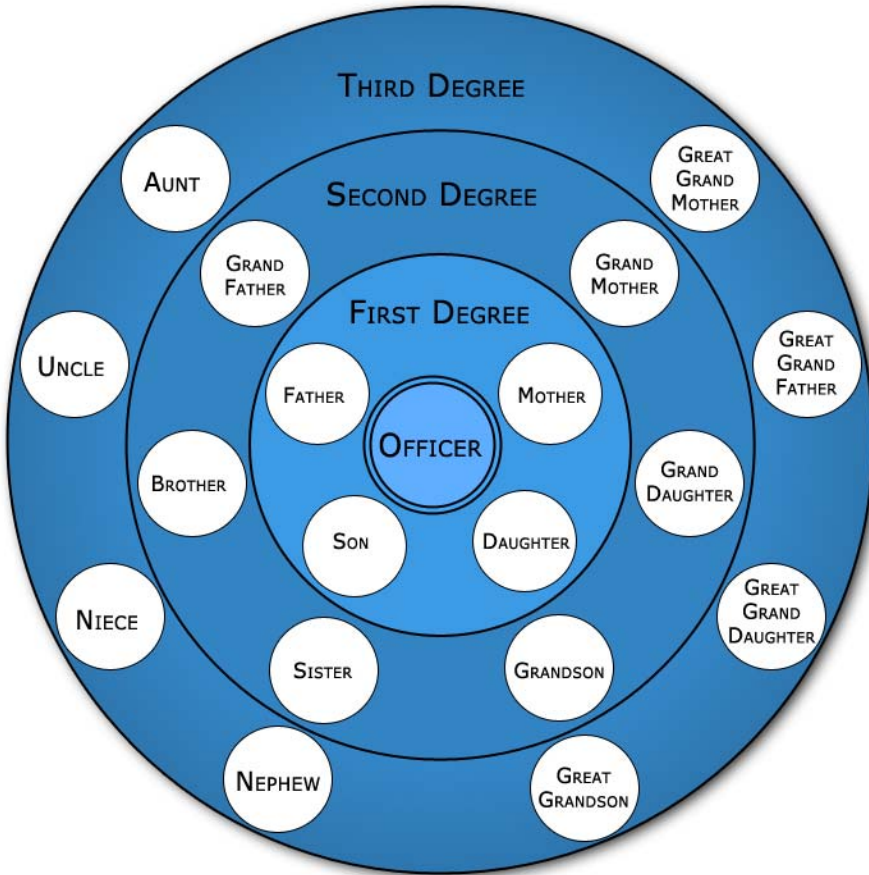 Third Degree
Aunt
Great
Grand
Mother
Second Degree
Grand
Father
Grand
Mother
First Degree
Uncle
Great
Grand
Father
Father
Mother
Officer
Brother
Grand
Daughter
Son
Daughter
Niece
Great
Grand
Daughter
Sister
Grandson
Nephew
Great
Grandson